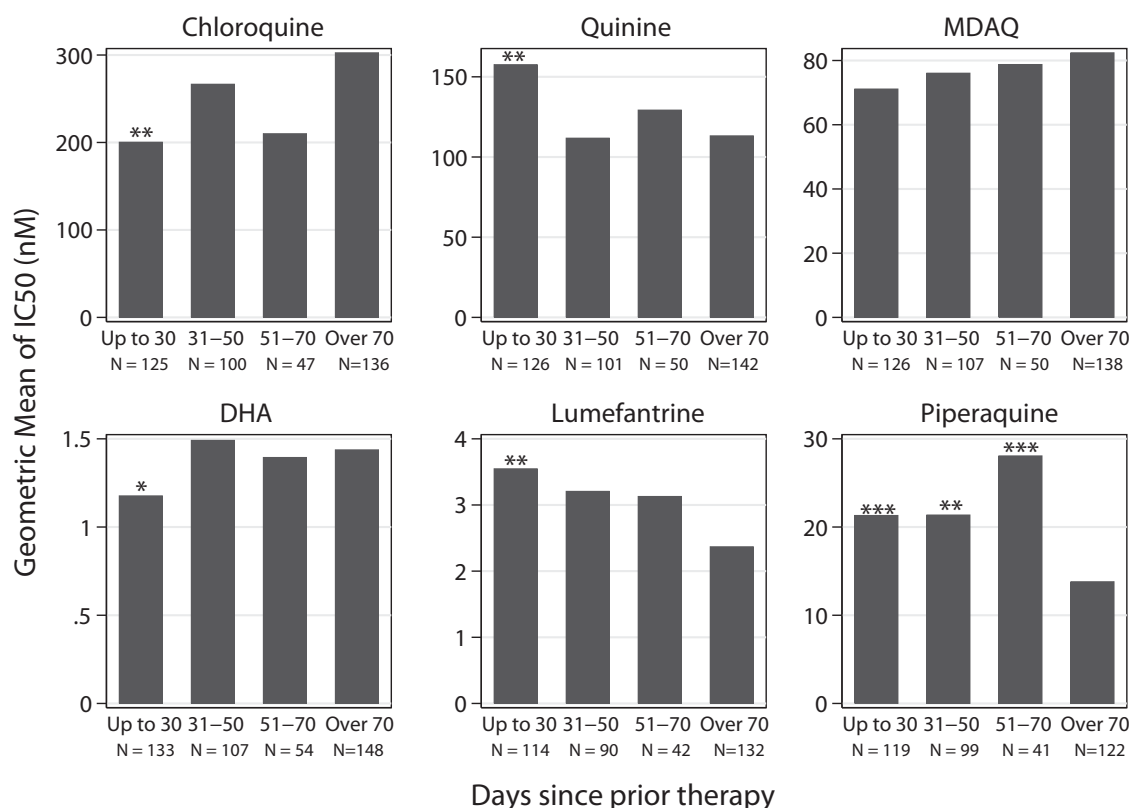 Chloroquine
Quinine
MDAQ
Geometric Mean of IC50 (nM)
300
200
100
0
**
Up to 30 31–50 51–70 Over 70
N = 125 N = 100 N = 47 N=136
150
100
50
0
**
Up to 30 31–50 51–70 Over 70
N = 126 N = 101 N = 50 N=142
80
60
40
20
0
Up to 30 31–50 51–70 Over 70
N = 126 N = 107 N = 50 N=138
DHA
Lumefantrine
Piperaquine
1.5
1
.5
0
*
Up to 30 31–50 51–70 Over 70
N = 133 N = 107 N = 54 N=148
4
3
2
1
0
**
Up to 30 31–50 51–70 Over 70
N = 114 N = 90 N = 42 N=132
30
20
10
0
*** ** ***
Up to 30 31–50 51–70 Over 70
N = 119 N = 99 N = 41 N=122
Days since prior therapy